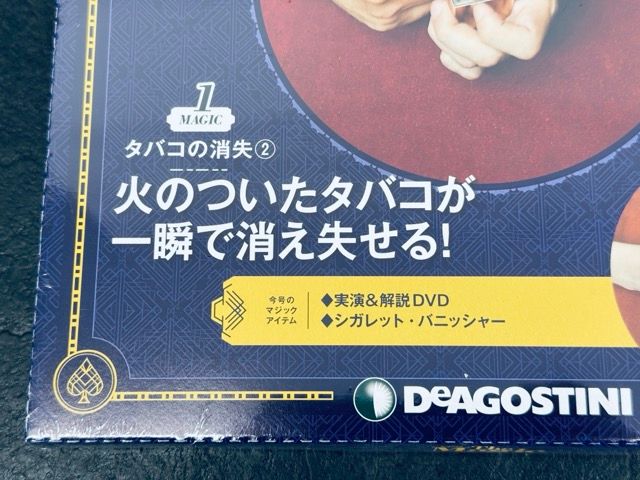 1
MAGIC
タバコの消失②
火のついたタバコが
一瞬で消え失せる!
今号の
マジック
アイテム
◆実演&解説DVD
◆シガレット・バニッシャー
DeAGOSTINI